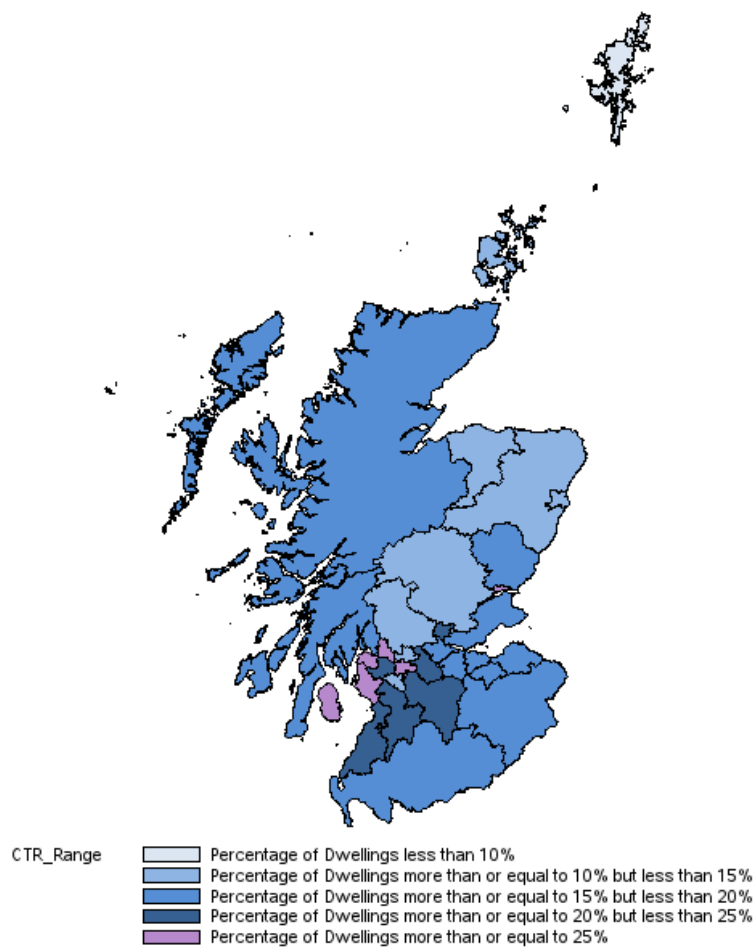 CTR_Range
Percentage of Dwellings less than 10%
Percentage of Dwellings more than or equal to 10% but less than 15%
Percentage of Dwellings more than or equal to 15% but less than 20%
Percentage of Dwellings more than or equal to 20% but less than 25%
Percentage of Dwellings more than or equal to 25%